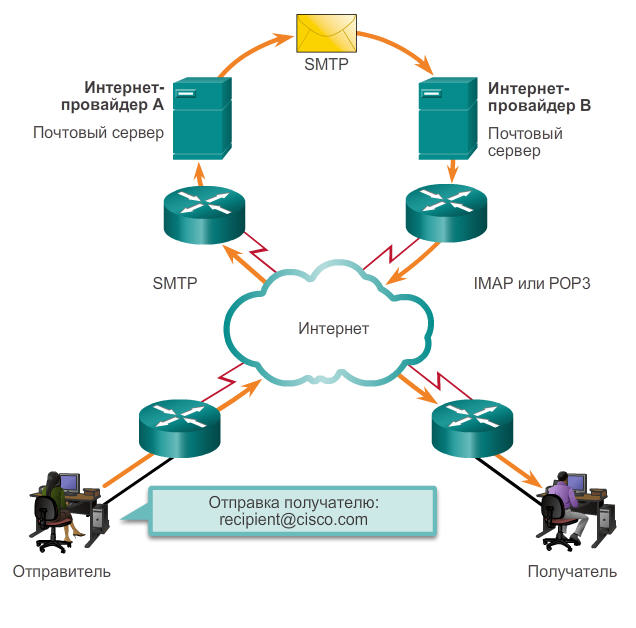 SMTP
Интернет-
провайдер A
Почтовый сервер
Интернет-
провайдер B
Почтовый
сервер
SMTP
IMAP или POP3
Интернет
Отправка получателю:
recipient@cisco.com
Отправитель
Получатель